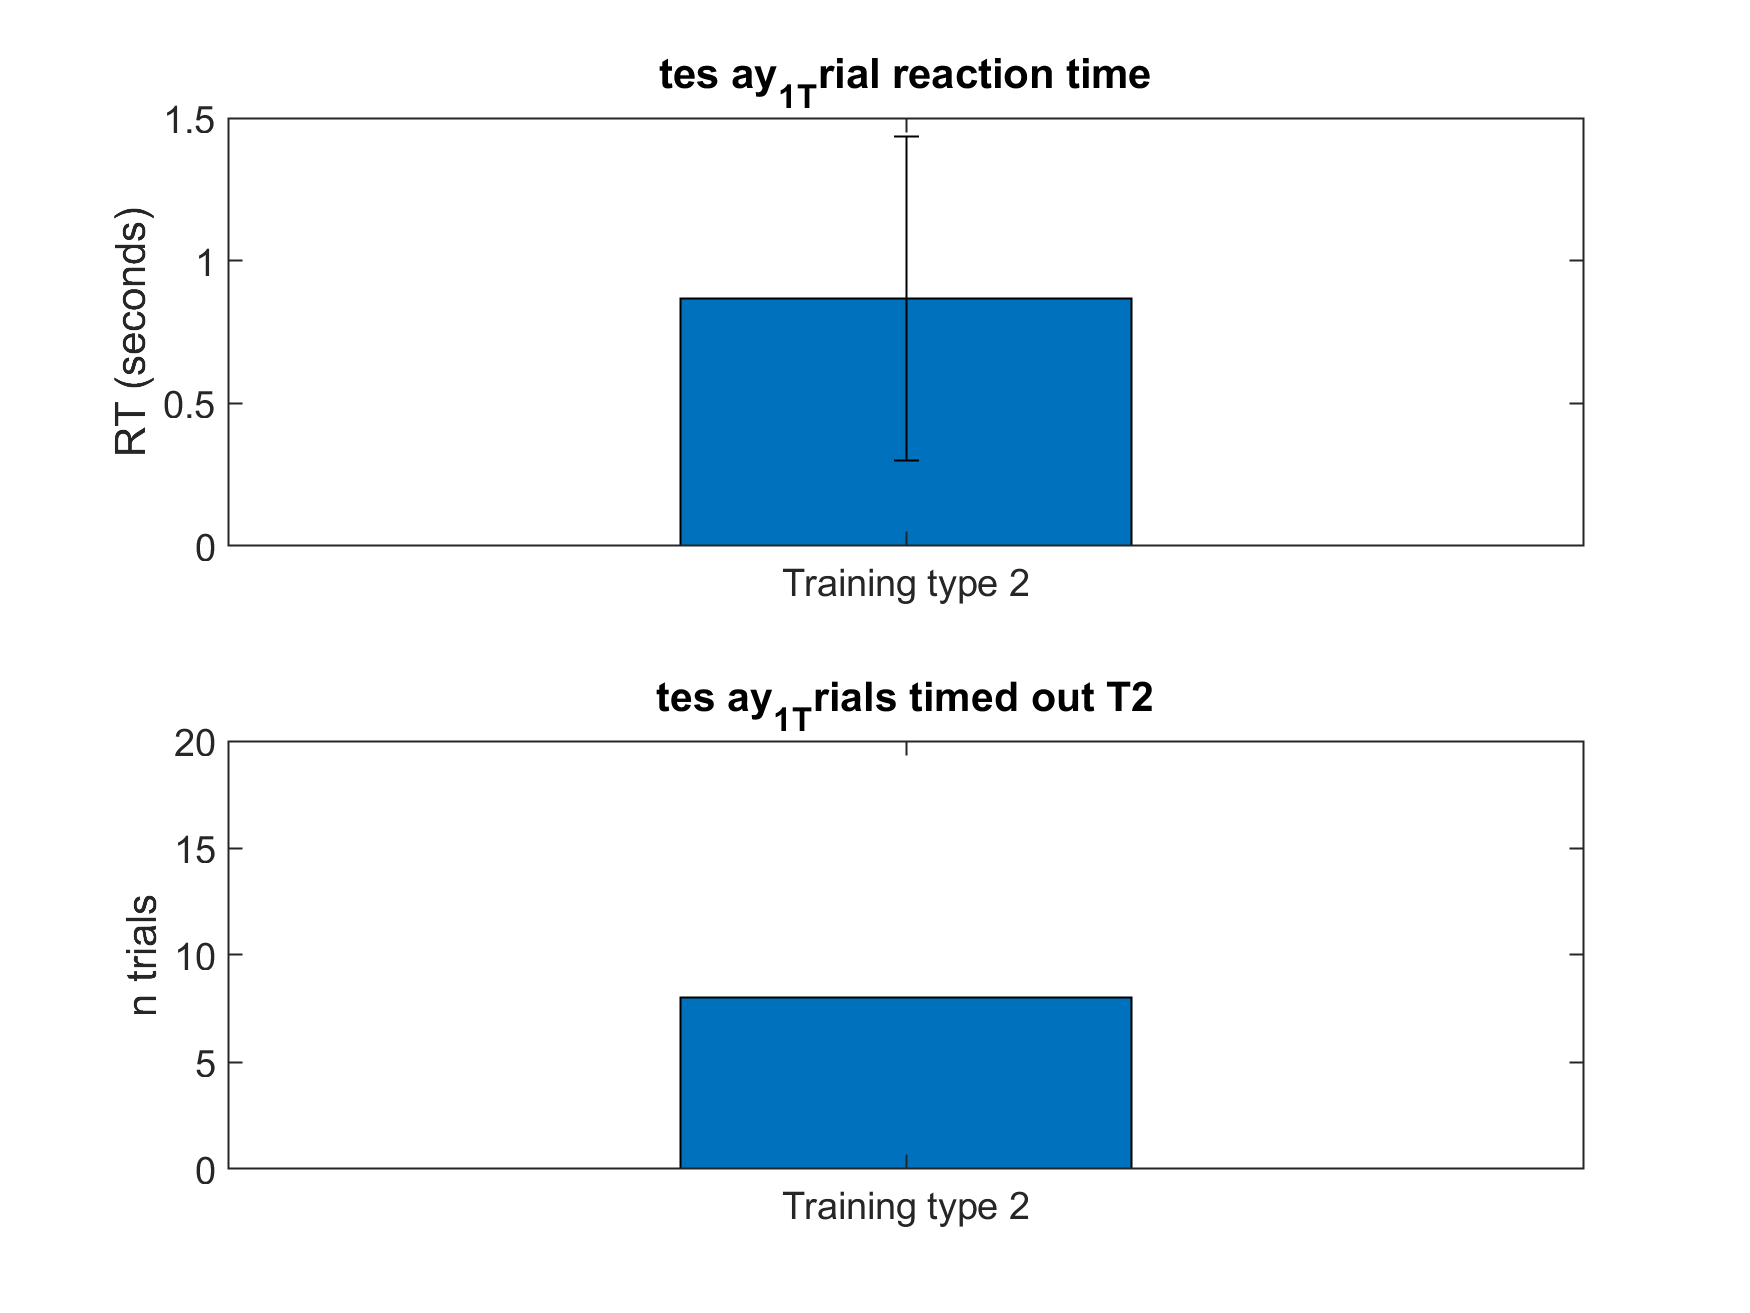 tes ay1Trial reaction time
1.5
1
0.5
0
RT (seconds)
Training type 2
tes ay1Trials timed out T2
20
15
10
5
0
n trials
Training type 2